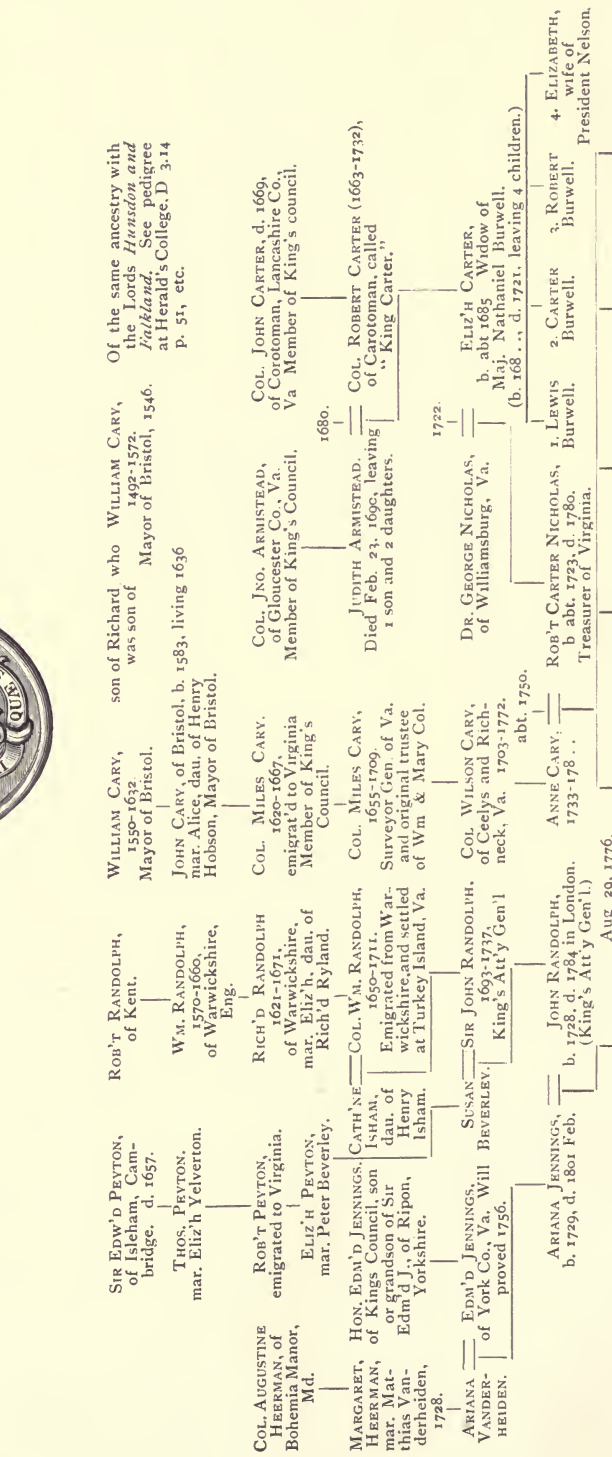 QUÆ
SIR EDW'D PEYTON,
of Isleham, Cam-
bridge. d. 1657.
ROB'T RANDOLPH,
of Kent.
WILLIAM CARY,
1550-1632.
Mayor of Bristol.
son of Richard who
was son of
WILLIAM CARY,
1492-1572.
Mayor of Bristol, 1546.
Of the same ancestry with
the Lords Hunsdon and
Falkland. See pedigree
at Herald's College. D 3.14
p. 51, etc.
THOS. PEYTON.
mar. Eliz'h Yelverton.
WM. RANDOLPH,
1570-1660,
of Warwickshire,
Eng.
JOHN CARY, of Bristol, b. 1583, living 1636
mar. Alice, dau. of Henry
Hobson, Mayor of Bristol.
COL. AUGUSTINE
HEERMAN, of
Bohemia Manor,
Md.
ROB'T PEYTON,
emigrated to Virginia.
RICH'D RANDOLPH
1621-1671,
of Warwickshire,
mar. Eliz'h, dau. of
Rich'd Ryland.
COL. MILES CARY.
1620-1667,
emigrat'd to Virginia
Member of King's
Council.
COL. JNO. ARMISTEAD,
of Gloucester Co., Va.
Member of King's Council.
COL. JOHN CARTER, d. 1669,
of Corotoman, Lancashire Co.,
Va Member of King's council.
ELIZ'H PEYTON,
mar. Peter Beverley.
1680.
MARGARET,
HEERMAN,
mar. Mat-
thias Van-
derheiden,
1728.
HON. EDM'D JENNINGS.
of Kings Council, son
or grandson of Sir
Edm'd J., of Ripon,
Yorkshire.
CATH'NE
ISHAM,
dau. of
Henry
Isham.
COL. WM. RANDOLPH,
1650-1711.
Emigrated from War-
wickshire, and settled
at Turkey Island, Va.
COL. MILES CARY,
1655-1709.
Surveyor Gen. of Va.
and original trustee
of Wm & Mary Col.
JUDITH ARMISTEAD.
Died Feb. 23, 1690, leaving
1 son and 2 daughters.
COL. ROBERT CARTER (1663-1732),
of Carotoman, called
"King Carter."
1722.
ARIANA
VANDER-
HEIDEN.
EDM'D JENNINGS,
of York Co., Va. Will
proved 1756.
SUSAN
BEVERLEY.
SIR JOHN RANDOLPH.
1693-1737,
King's Att'y Gen'l
COL WILSON CARY,
of Ceelys and Rich-
neck, Va. 1703-1772.
DR. GEORGE NICHOLAS,
of Williamsburg, Va.
ELIZ'H CARTER,
b. abt 1685 Widow of
Maj. Nathaniel Burwell.
(b. 168 . ., d. 1721. leaving 4 children.)
abt. 1750.
ARIANA JENNINGS,
b. 1729, d. 1801 Feb.
JOHN RANDOLPH,
b. 1728, d. 1784 in London.
(King's Att'y Gen'l.)
ANNE CARY.
1733-178 . .
ROB'T CARTER NICHOLAS,
b abt. 1723, d. 1780.
Treasurer of Virginia.
1. LEWIS
Burwell.
2. CARTER
Burwell.
3. ROBERT
Burwell.
4. ELIZABETH,
wife of
President Nelson.
Aug 29, 1776.